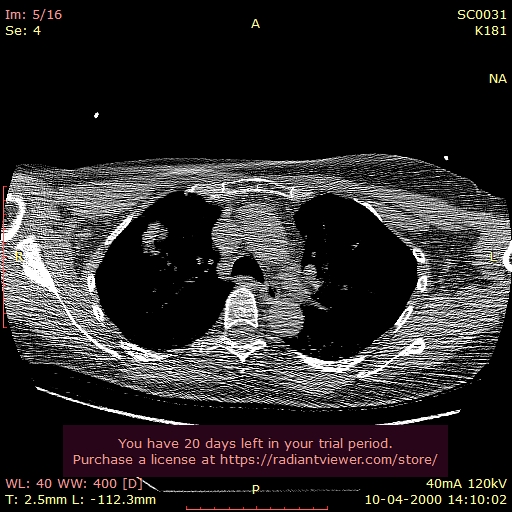 Im: 5/16
Se: 4
A
SC0031
K181
NA
R
L
You have 20 days left in your trial period.
Purchase a license at https://radiantviewer.com/store/
WL: 40 WW: 400 [D]
T: 2.5mm L: -112.3mm
P
40mA 120kV
10-04-2000 14:10:02